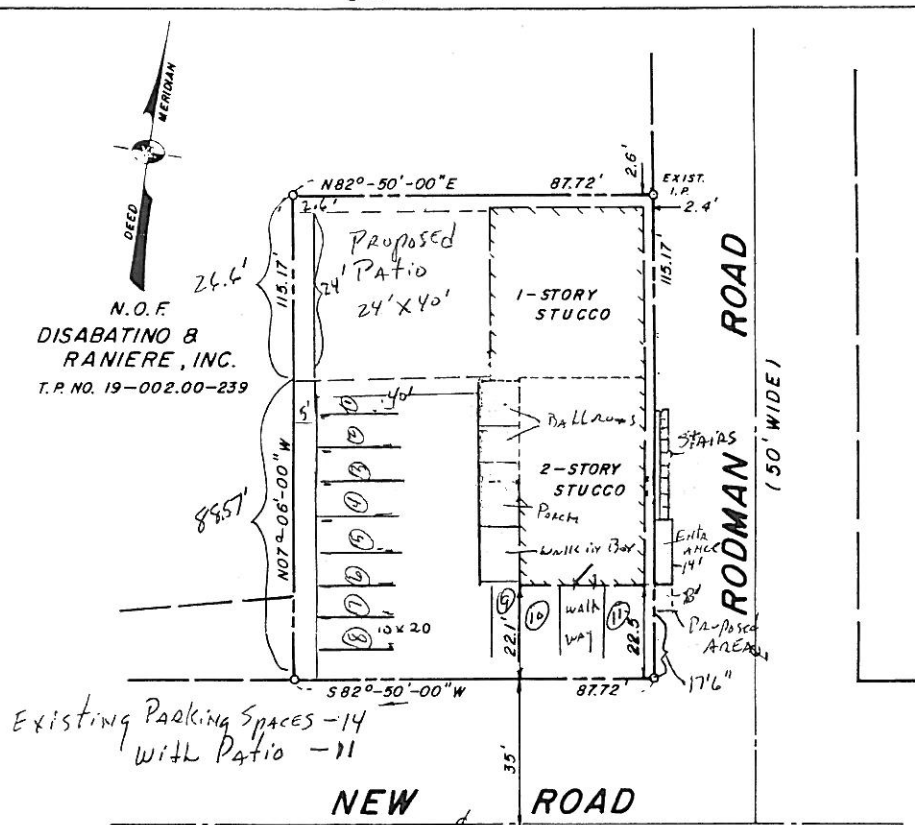 MERIDIAN
DEED
N82°-50'-00"E
87.72'
2.6'
EXIST.
I.P.
2.4'
2.6'
115.17'
26.6'
24'
Proposed
Patio
24' X 40'
1-STORY
STUCCO
115.17'
RODMAN ROAD
(50' WIDE)
N.O.F.
DISABATINO &
RANIERE, INC.
T.P. NO. 19-002.00-239
5'
40'
1
2
3
4
5
6
7
8
10 x 20
88.57'
N07°-06'-00"W
Ballrooms
2-STORY
STUCCO
Porch
Walk in Box
Stairs
Entrance
14'
8'
Proposed
Area
17'6"
9
10
walk
way
11
22.1'
22.5'
S82°-50'-00"W
87.72'
Existing Parking Spaces -14
with Patio -11
35'
NEW ROAD